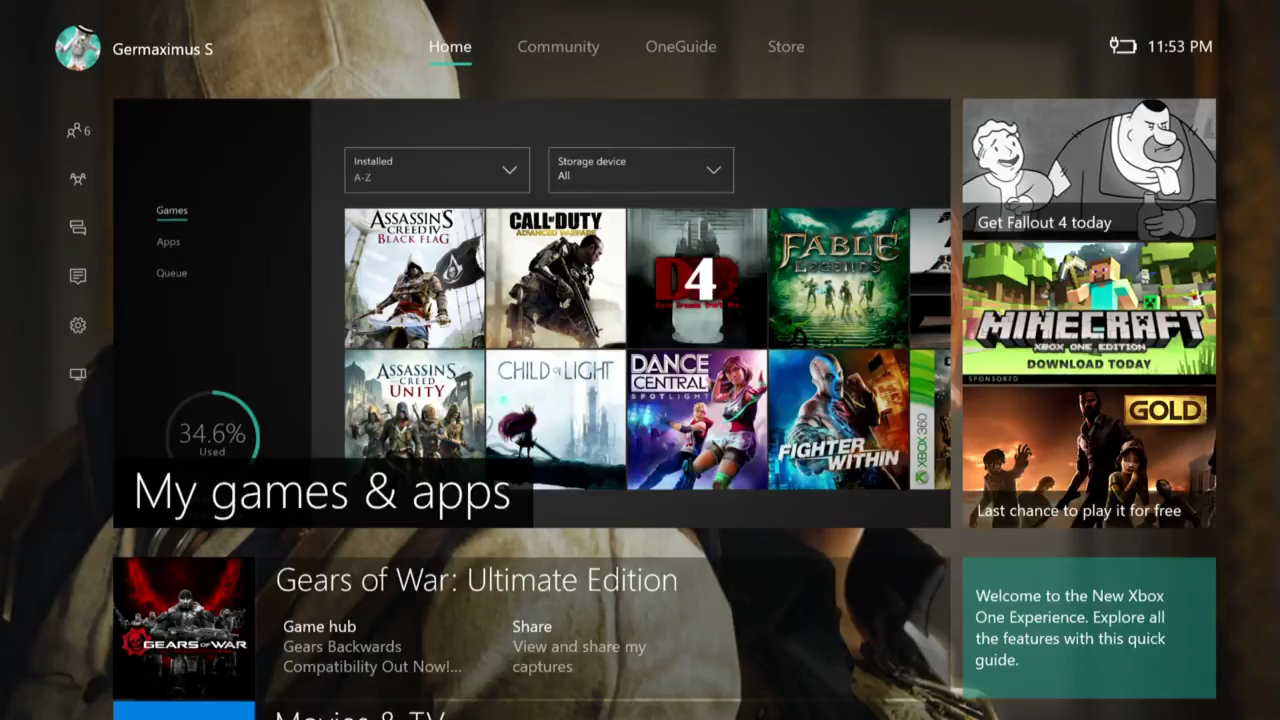 Germaximus S
Home
Community
OneGuide
Store
11:53 PM
6
Installed
A-Z
Storage device
All
Games
Apps
Queue
34.6%
Used
My games & apps
ASSASSIN'S
CREED IV
BLACK FLAG
CALL OF DUTY
ADVANCED WARFARE
D4
FABLE
LEGENDS
ASSASSIN'S
CREED
UNITY
CHILD of LIGHT
DANCE
CENTRAL
SPOTLIGHT
FIGHTER
WITHIN
XBOX 360
Get Fallout 4 today
MINECRAFT
XBOX ONE EDITION
DOWNLOAD TODAY
SPONSORED
GOLD
Last chance to play it for free
GEARS OF WAR
Gears of War: Ultimate Edition
Game hub
Gears Backwards
Compatibility Out Now!...
Share
View and share my
captures
Welcome to the New Xbox
One Experience. Explore all
the features with this quick
guide.
Movies & TV